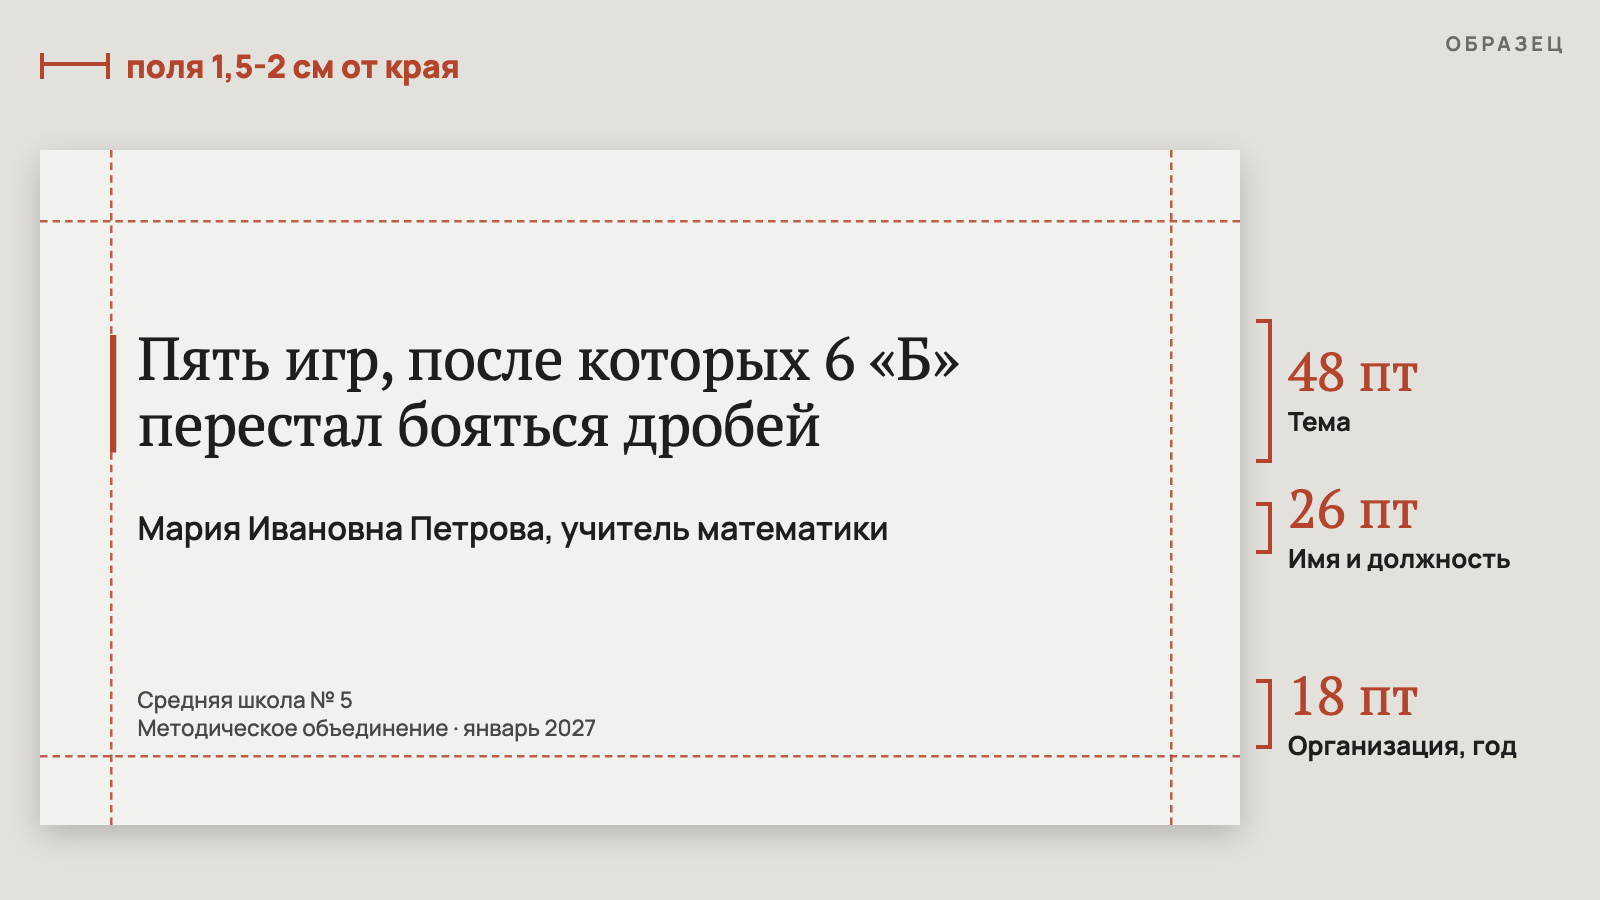 поля 1,5-2 см от края
ОБРАЗЕЦ
Пять игр, после которых 6 «Б»
перестал бояться дробей
Мария Ивановна Петрова, учитель математики
Средняя школа № 5
Методическое объединение · январь 2027
48 пт
Тема
26 пт
Имя и должность
18 пт
Организация, год